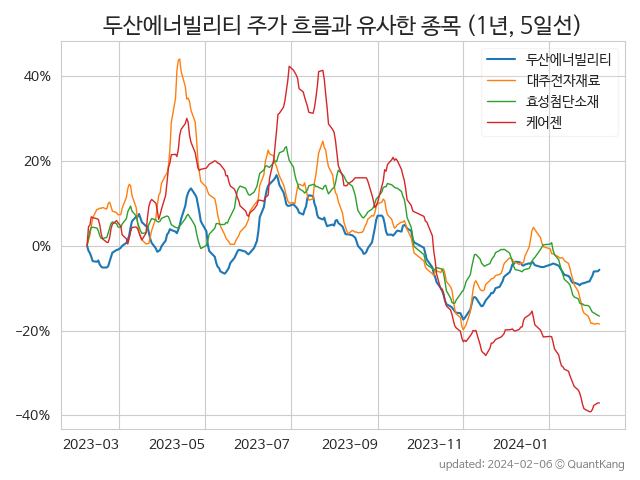 두산에너빌리티 주가 흐름과 유사한 종목 (1년, 5일선)
두산에너빌리티
대주전자재료
효성첨단소재
케어젠
40%
20%
0%
−20%
−40%
2023-03 2023-05 2023-07 2023-09 2023-11 2024-01
updated: 2024-02-06 © QuantKang